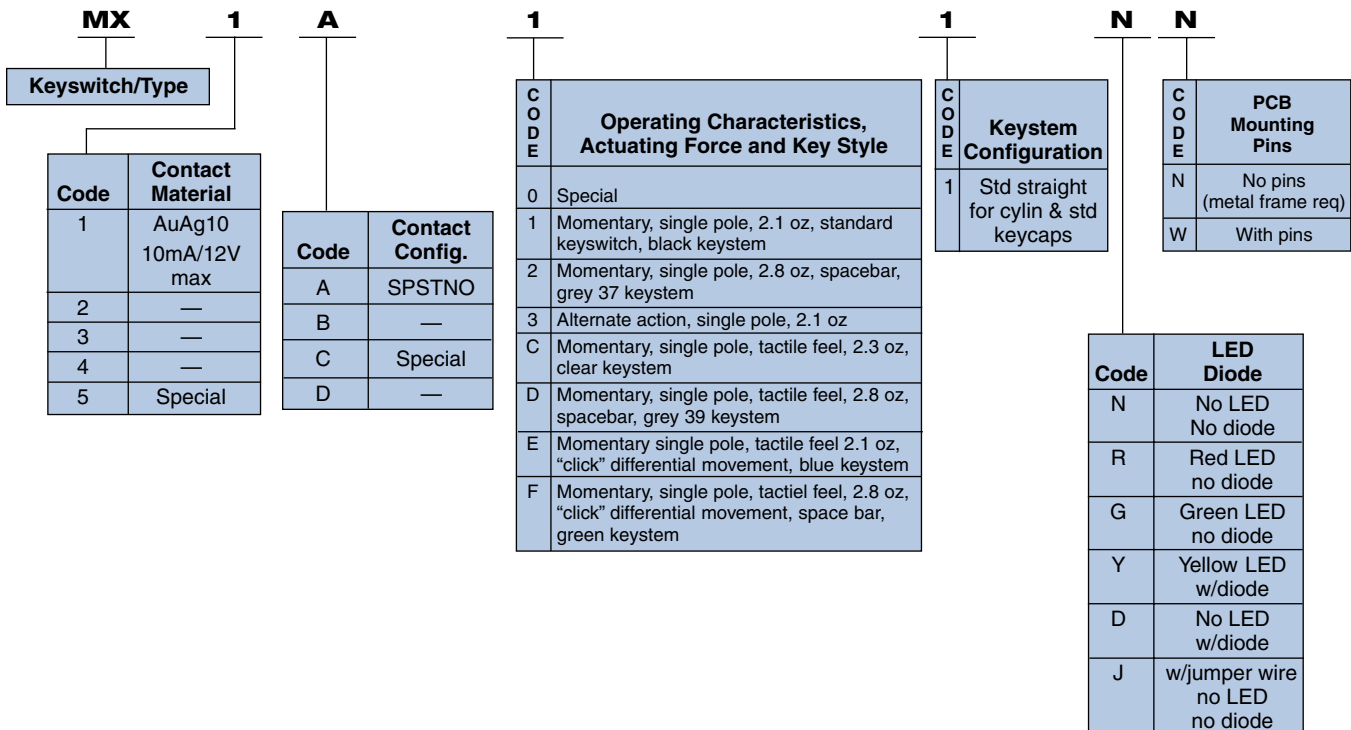 MX 1 A 1 1 N N
Keyswitch/Type
Code Contact Material
1 AuAg10
10mA/12V
max
2 —
3 —
4 —
5 Special
Code Contact Config.
A SPSTNO
B —
C Special
D —
CODE Operating Characteristics,
Actuating Force and Key Style
0 Special
1 Momentary, single pole, 2.1 oz, standard
keyswitch, black keystem
2 Momentary, single pole, 2.8 oz, spacebar,
grey 37 keystem
3 Alternate action, single pole, 2.1 oz
C Momentary, single pole, tactile feel, 2.3 oz,
clear keystem
D Momentary, single pole, tactile feel, 2.8 oz,
spacebar, grey 39 keystem
E Momentary single pole, tactile feel 2.1 oz,
“click” differential movement, blue keystem
F Momentary, single pole, tactiel feel, 2.8 oz,
“click” differential movement, space bar,
green keystem
CODE Keystem
Configuration
1 Std straight
for cylin & std
keycaps
CODE PCB
Mounting
Pins
N No pins
(metal frame req)
W With pins
Code LED
Diode
N No LED
No diode
R Red LED
no diode
G Green LED
no diode
Y Yellow LED
w/diode
D No LED
w/diode
J w/jumper wire
no LED
no diode